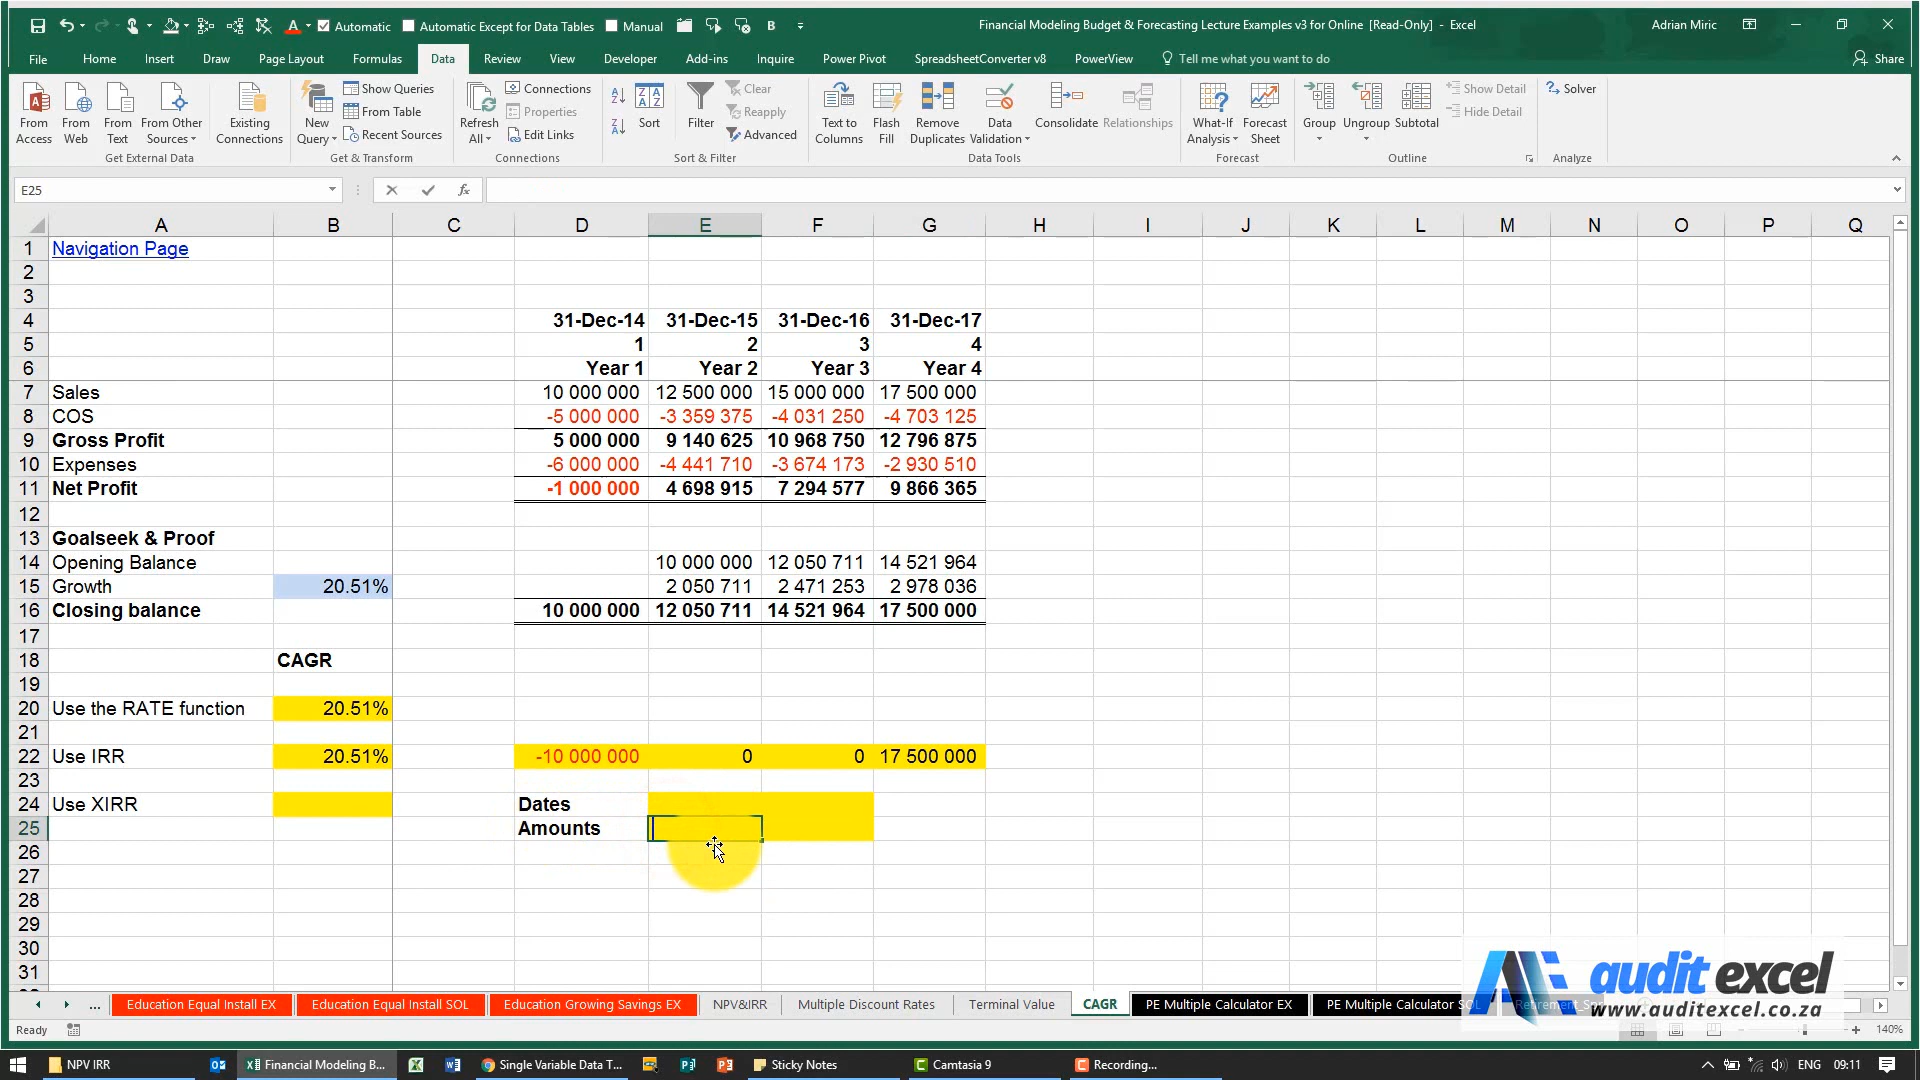 Automatic Automatic Except for Data Tables Manual B Financial Modeling Budget & Forecasting Lecture Examples v3 for Online [Read-Only] - Excel Adrian Miric
File Home Insert Draw Page Layout Formulas Data Review View Developer Add-ins Inquire Power Pivot SpreadsheetConverter v8 PowerView Tell me what you want to do Share
From Access From Web From Text From Other Sources Existing Connections New Query Show Queries From Table Recent Sources Refresh All Connections Properties Edit Links Sort Filter Clear Reapply Advanced Text to Columns Flash Fill Remove Duplicates Data Validation Consolidate Relationships What-If Analysis Forecast Sheet Group Ungroup Subtotal Show Detail Hide Detail Solver
Get External Data Get & Transform Connections Sort & Filter Data Tools Forecast Outline Analyze
E25 fx
A B C D E F G H I J K L M N O P Q
1 Navigation Page
2
3
4 31-Dec-14 31-Dec-15 31-Dec-16 31-Dec-17
5 1 2 3 4
6 Year 1 Year 2 Year 3 Year 4
7 Sales 10 000 000 12 500 000 15 000 000 17 500 000
8 COS -5 000 000 -3 359 375 -4 031 250 -4 703 125
9 Gross Profit 5 000 000 9 140 625 10 968 750 12 796 875
10 Expenses -6 000 000 -4 441 710 -3 674 173 -2 930 510
11 Net Profit -1 000 000 4 698 915 7 294 577 9 866 365
12
13 Goalseek & Proof
14 Opening Balance 10 000 000 12 050 711 14 521 964
15 Growth 20.51% 2 050 711 2 471 253 2 978 036
16 Closing balance 10 000 000 12 050 711 14 521 964 17 500 000
17
18 CAGR
19
20 Use the RATE function 20.51%
21
22 Use IRR 20.51% -10 000 000 0 0 17 500 000
23
24 Use XIRR Dates
25 Amounts
26
27
28
29
30
31
audit excel
www.auditexcel.co.za
... Education Equal Install EX Education Equal Install SOL Education Growing Savings EX NPV&IRR Multiple Discount Rates Terminal Value CAGR PE Multiple Calculator EX PE Multiple Calculator SOL
Ready 140%
NPV IRR Financial Modeling B... Single Variable Data T... Sticky Notes Camtasia 9 Recording... ENG 09:11